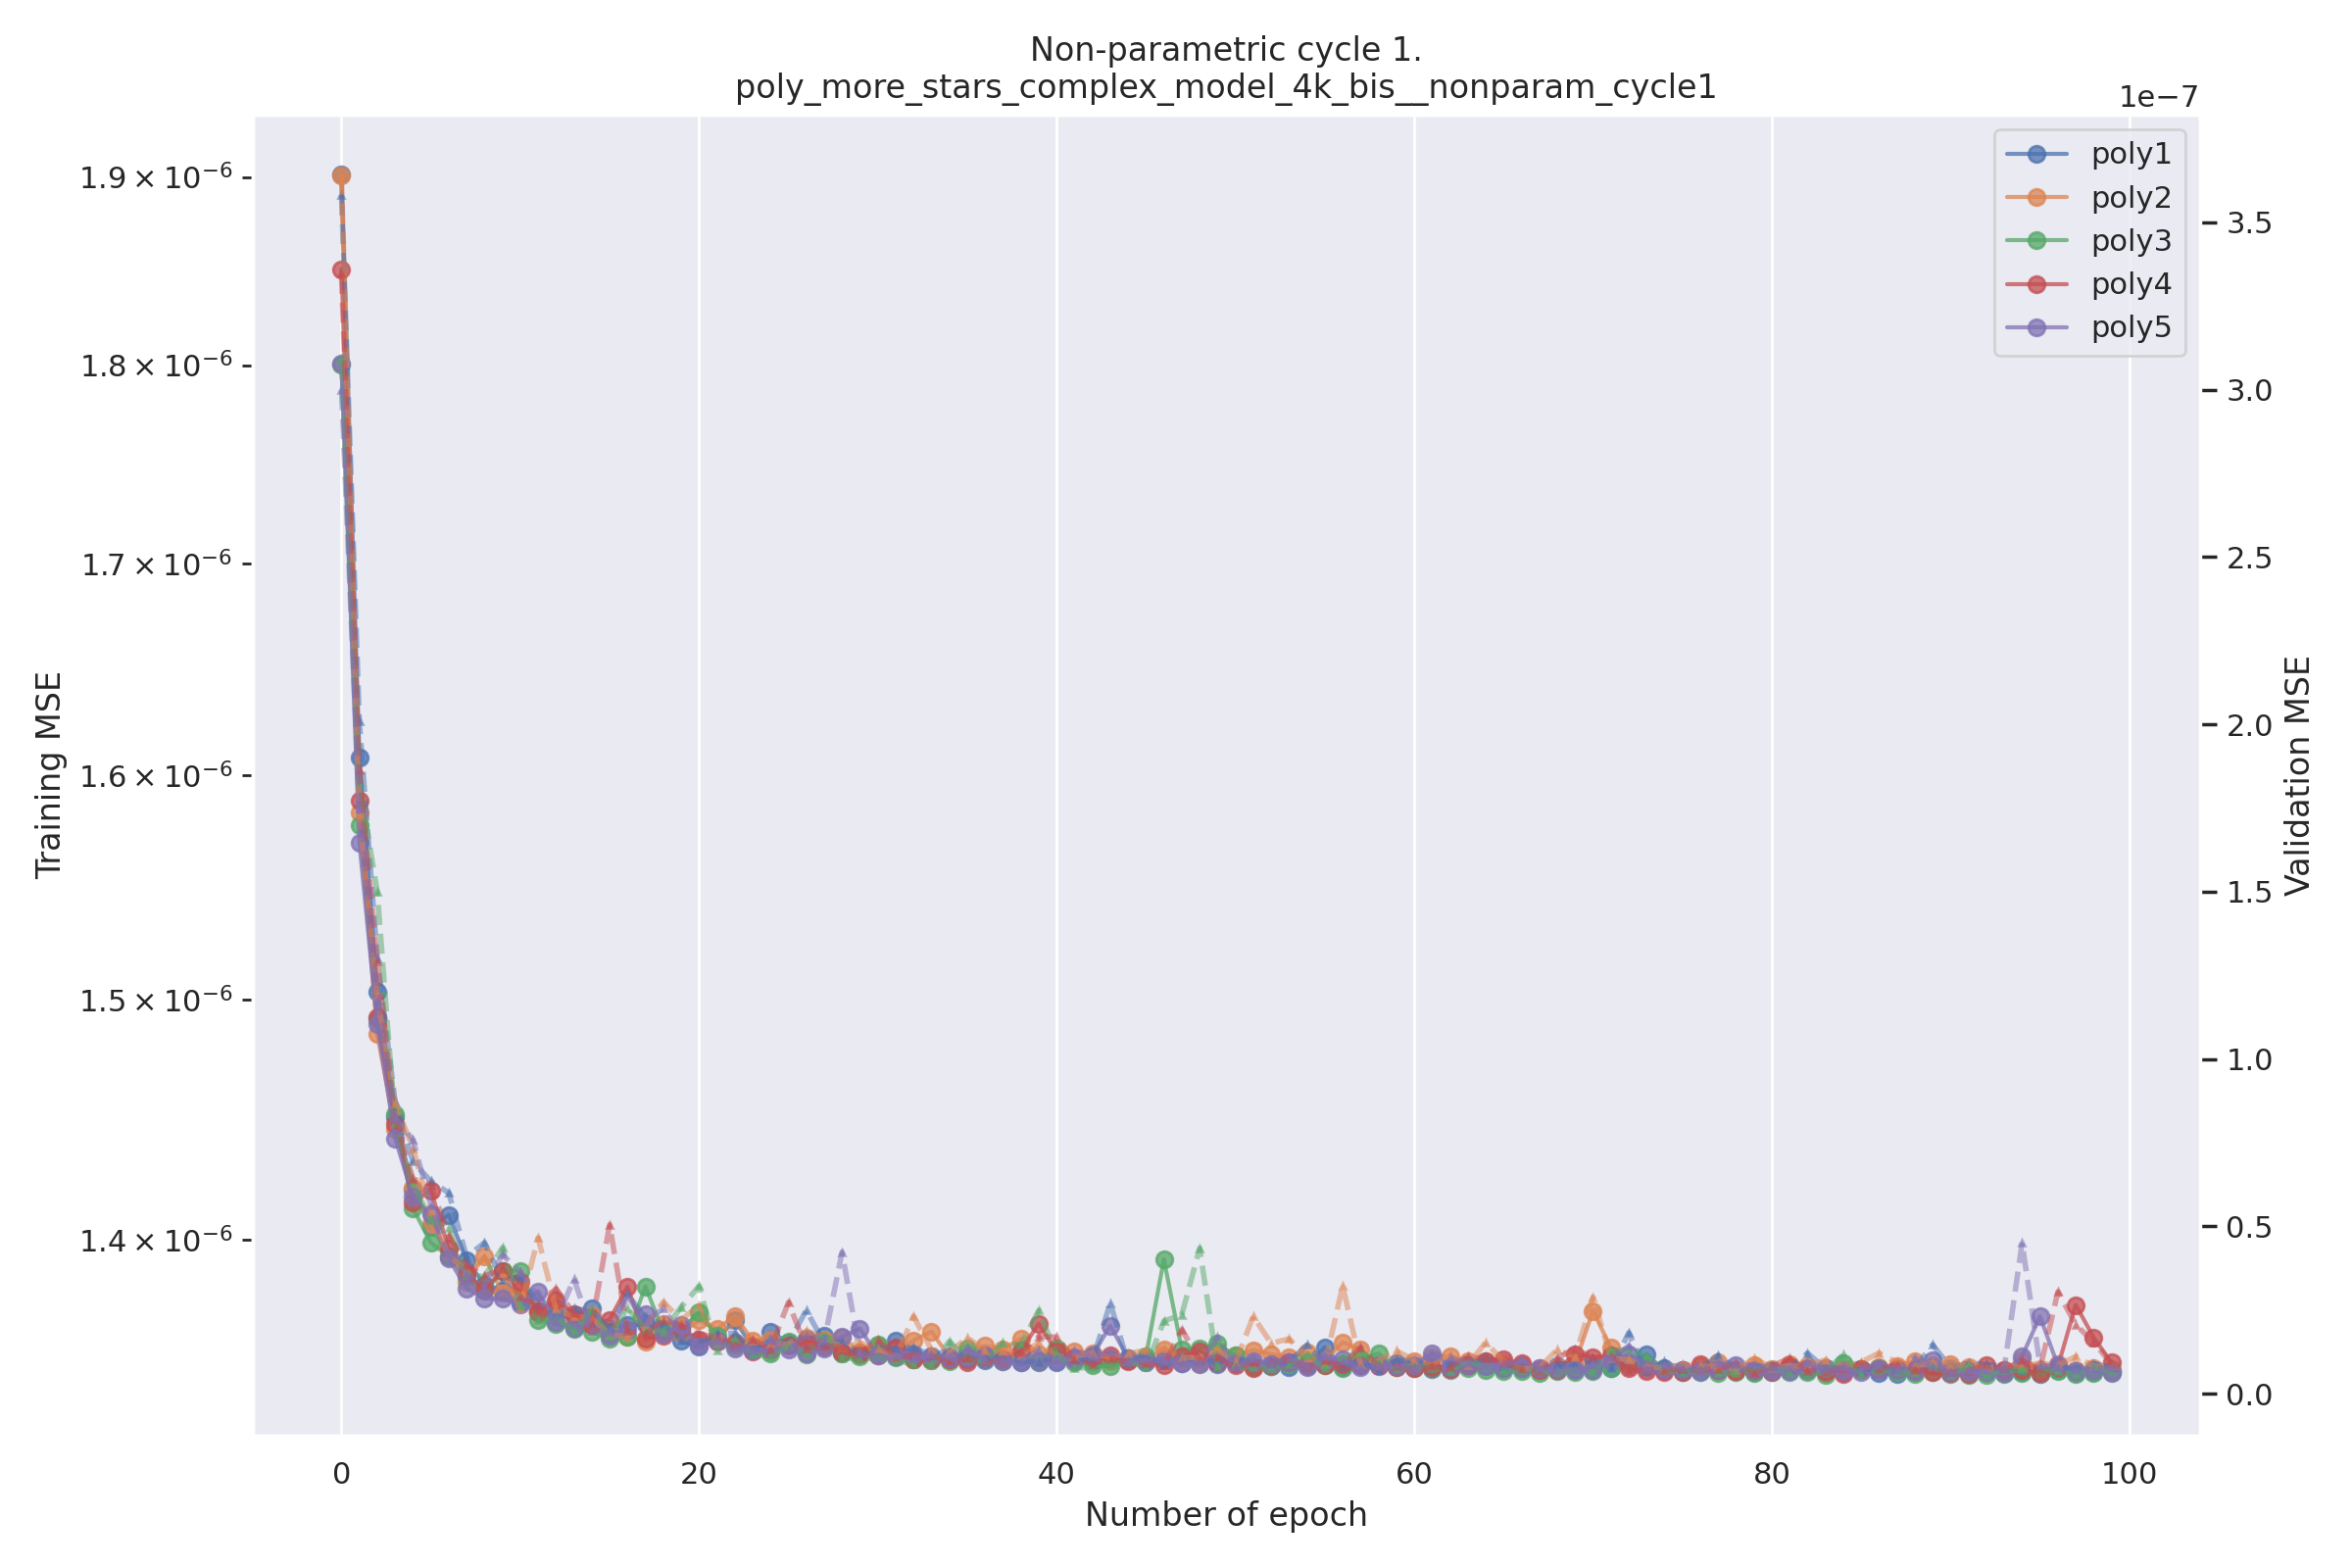 Non-parametric cycle 1.
poly_more_stars_complex_model_4k_bis__nonparam_cycle1
1e−7
1.9 × 10⁻⁶
1.8 × 10⁻⁶
1.7 × 10⁻⁶
1.6 × 10⁻⁶
1.5 × 10⁻⁶
1.4 × 10⁻⁶
Training MSE
poly1
poly2
poly3
poly4
poly5
3.5
3.0
2.5
2.0
1.5
1.0
0.5
0.0
Validation MSE
0 20 40 60 80 100
Number of epoch